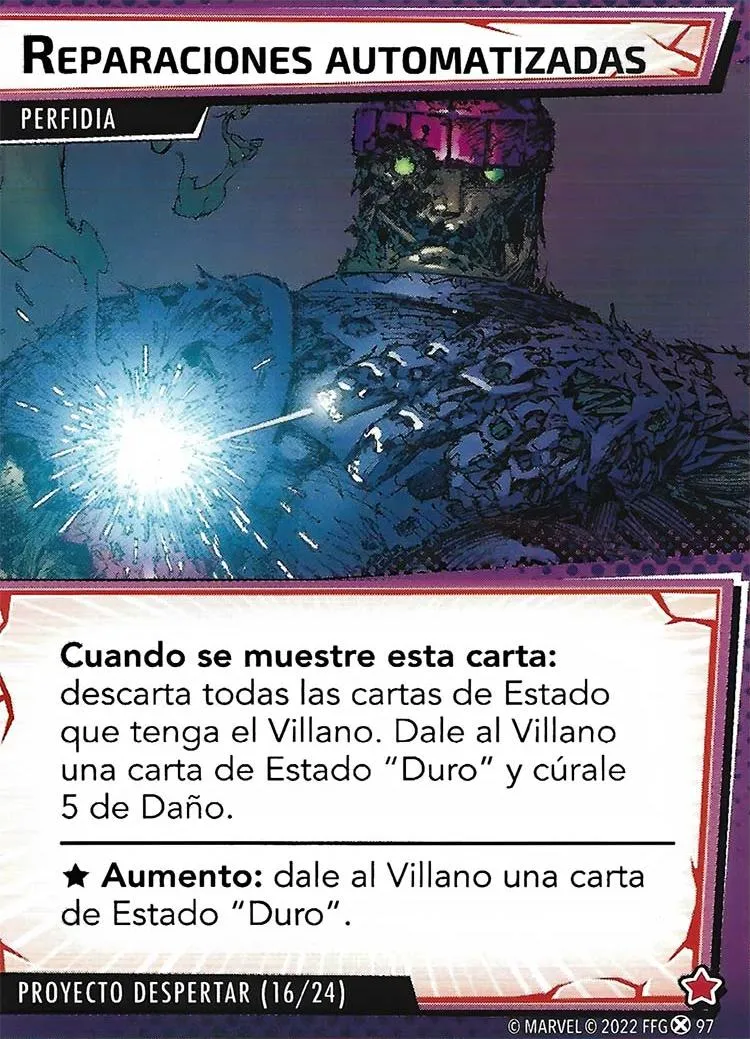 REPARACIONES AUTOMATIZADAS
PERFIDIA
Cuando se muestre esta carta:
descarta todas las cartas de Estado
que tenga el Villano. Dale al Villano
una carta de Estado “Duro” y cúrale
5 de Daño.
★ Aumento: dale al Villano una carta
de Estado “Duro”.
PROYECTO DESPERTAR (16/24)
© MARVEL © 2022 FFG 97